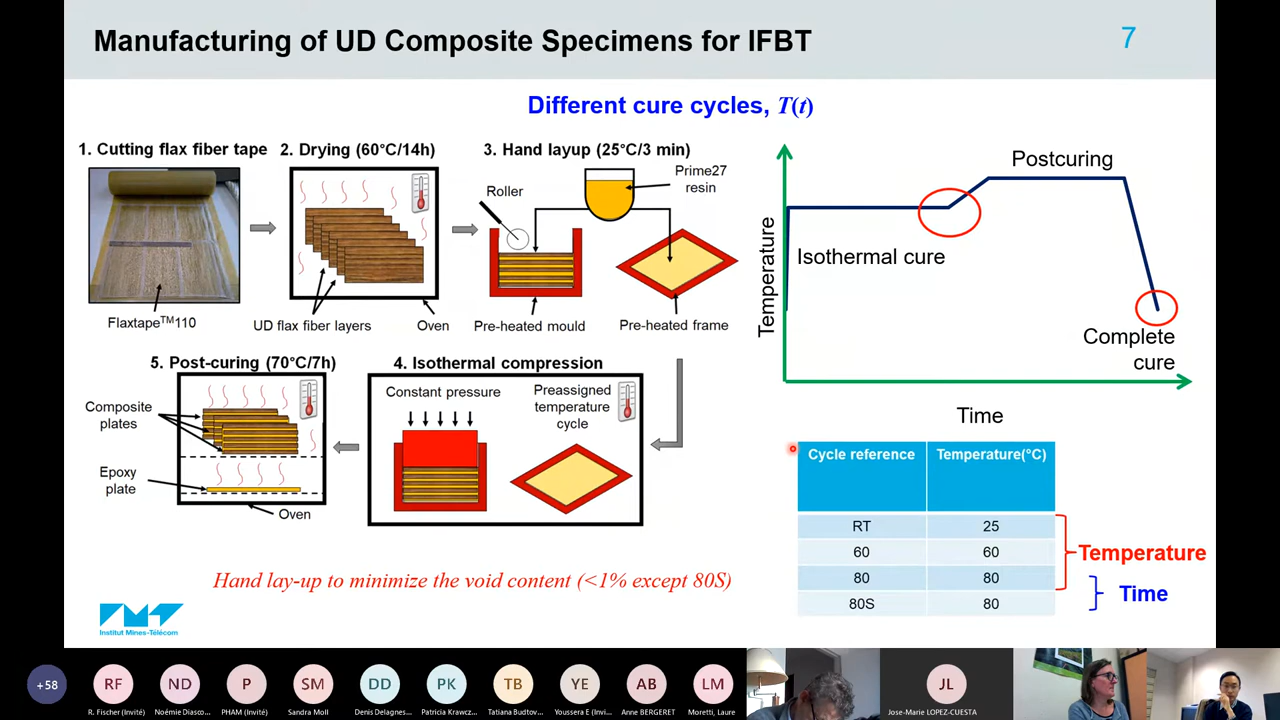 Manufacturing of UD Composite Specimens for IFBT
7
Different cure cycles, T(t)
1. Cutting flax fiber tape
2. Drying (60°C/14h)
3. Hand layup (25°C/3 min)
Roller
Prime27
resin
FlaxtapeTM110
UD flax fiber layers
Oven
Pre-heated mould
Pre-heated frame
5. Post-curing (70°C/7h)
4. Isothermal compression
Constant pressure
Preassigned
temperature
cycle
Composite
plates
Epoxy
plate
Oven
Postcuring
Temperature
Isothermal cure
Complete
cure
Time
Cycle reference
Temperature(°C)
RT
25
60
60
80
80
80S
80
Temperature
Time
Hand lay-up to minimize the void content (<1% except 80S)
Institut Mines-Télécom
+58
RF
ND
P
SM
DD
PK
TB
YE
AB
LM
JL
R. Fischer (Invité)
Noémie Diasco...
PHAM (Invité)
Sandra Moll
Denis Delagnes...
Patricia Krawcz...
Tatiana Budtov...
Youssera E (Invi...
Anne BERGERET
Moretti, Laure
Jose-Marie LOPEZ-CUESTA